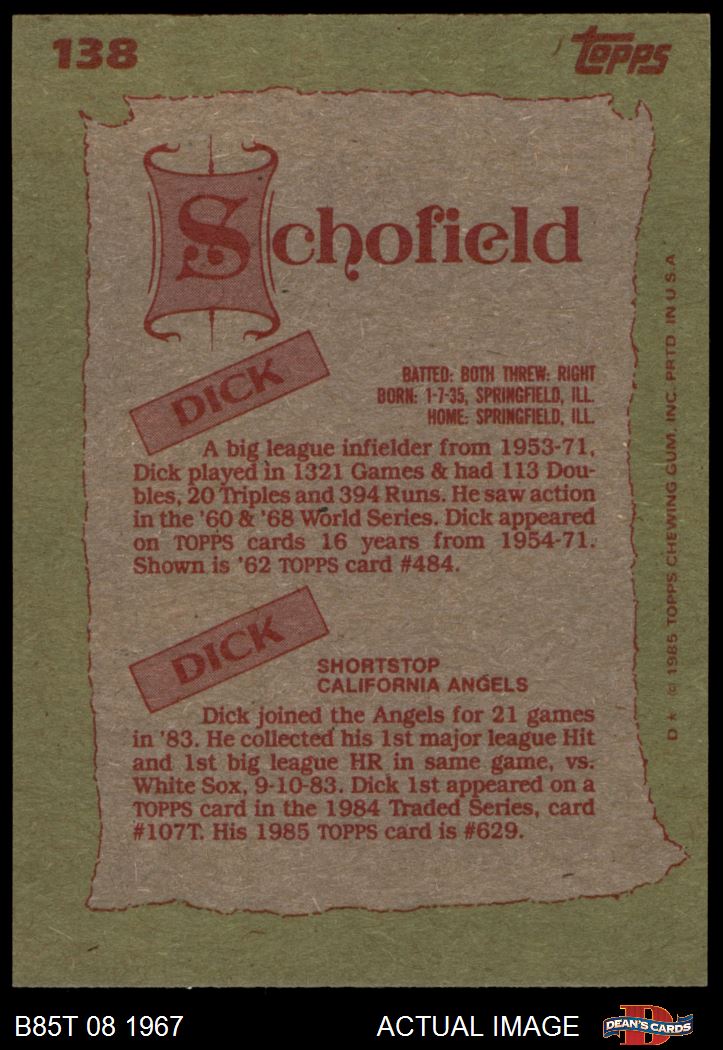 138
TOPPS
Schofield
DICK
BATTED: BOTH THREW: RIGHT
BORN: 1-7-35, SPRINGFIELD, ILL.
HOME: SPRINGFIELD, ILL.
A big league infielder from 1953-71,
Dick played in 1321 Games & had 113 Dou-
bles, 20 Triples and 394 Runs. He saw action
in the '60 & '68 World Series. Dick appeared
on TOPPS cards 16 years from 1954-71.
Shown is '62 TOPPS card #484.
DICK
SHORTSTOP
CALIFORNIA ANGELS
Dick joined the Angels for 21 games
in '83. He collected his 1st major league Hit
and 1st big league HR in same game, vs.
White Sox, 9-10-83. Dick 1st appeared on a
TOPPS card in the 1984 Traded Series, card
#107T. His 1985 TOPPS card is #629.
D * © 1985 TOPPS CHEWING GUM, INC. PRTD. IN U.S.A.
B85T 08 1967
ACTUAL IMAGE
D
DEAN'S CARDS